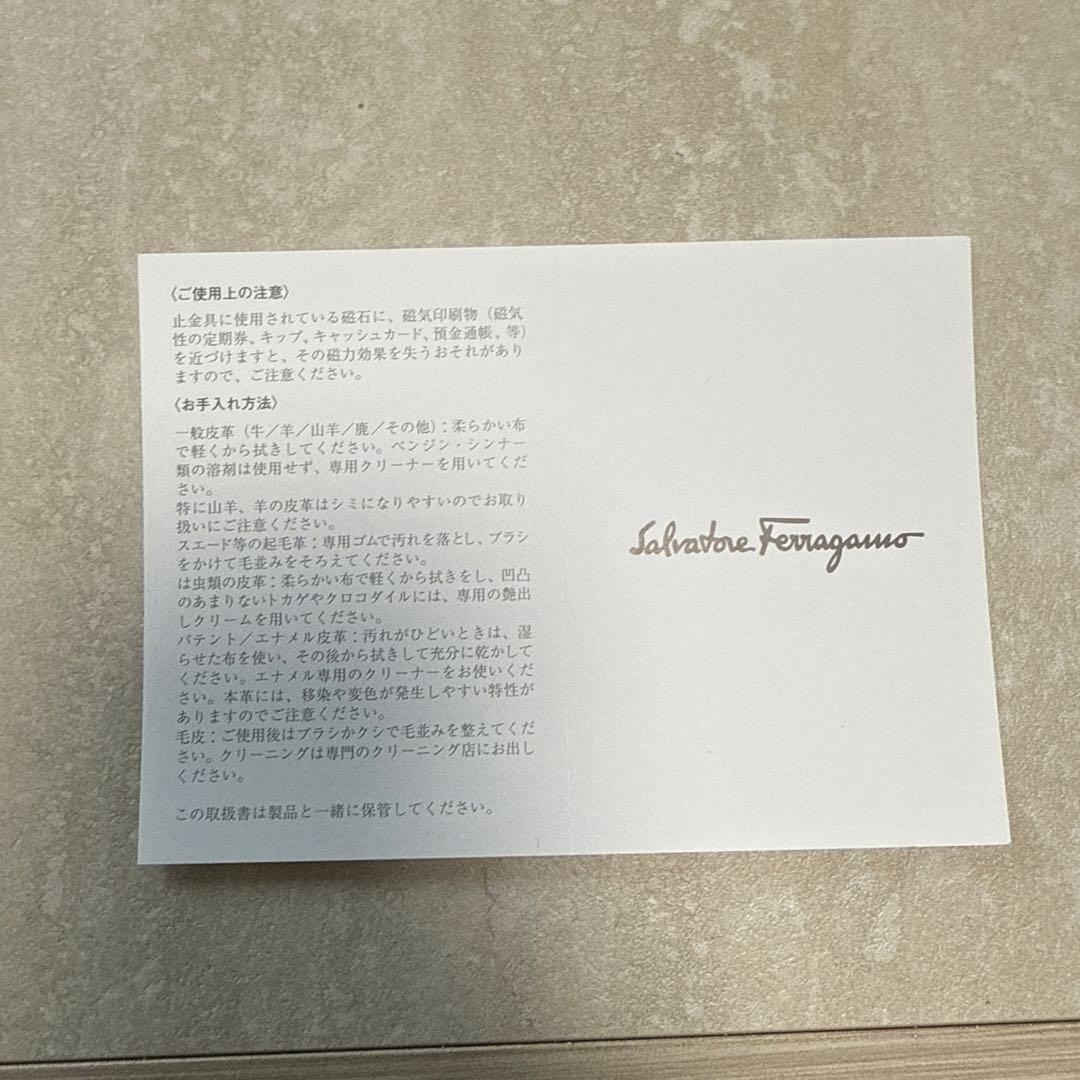 〈ご使用上の注意〉
止金具に使用されている磁石に、磁気印刷物（磁気
性の定期券、キップ、キャッシュカード、預金通帳、等）
を近づけますと、その磁力効果を失うおそれがあり
ますので、ご注意ください。
〈お手入れ方法〉
一般皮革（牛／羊／山羊／鹿／その他）：柔らかい布
で軽くから拭きしてください。ベンジン・シンナー
類の溶剤は使用せず、専用クリーナーを用いてくだ
さい。
特に山羊、羊の皮革はシミになりやすいのでお取り
扱いにご注意ください。
スエード等の起毛革：専用ゴムで汚れを落とし、ブラシ
をかけて毛並みをそろえてください。
は虫類の皮革：柔らかい布で軽くから拭きをし、凹凸
のあまりないトカゲやクロコダイルには、専用の艶出
しクリームを用いてください。
パテント／エナメル皮革：汚れがひどいときは、湿
らせた布を使い、その後から拭きして充分に乾かして
ください。エナメル専用のクリーナーをお使いくだ
さい。本革には、移染や変色が発生しやすい特性が
ありますのでご注意ください。
毛皮：ご使用後はブラシかクシで毛並みを整えてくだ
さい。クリーニングは専門のクリーニング店にお出し
ください。
この取扱書は製品と一緒に保管してください。
Salvatore Ferragamo